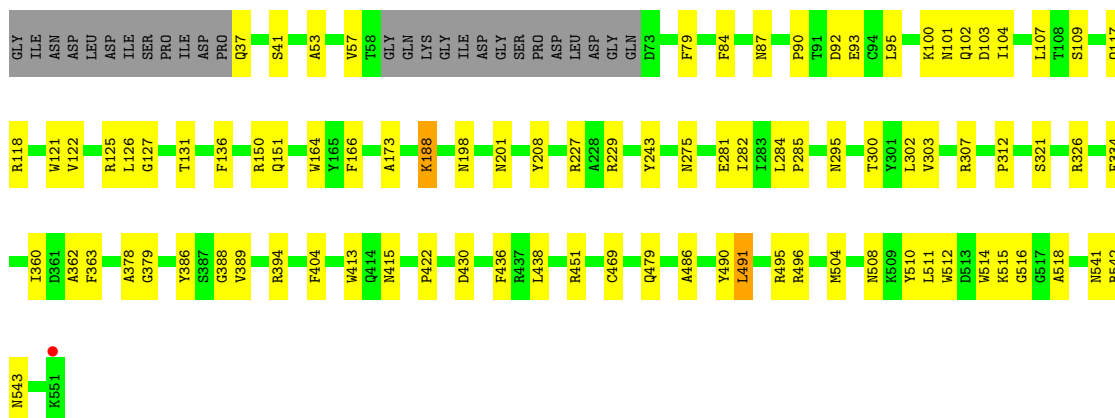 GLY ILE ASN ASP LEU ASP ILE SER PRO ILE ASP PRO Q37 S41 A53 V57 T58 GLY GLN LYS GLY ILE ASP GLY SER PRO ASP LEU ASP GLY GLN D73 F79 F84 N87 P90 T91 D92 E93 C94 L95 K100 N101 Q102 D103 I104 L107 T108 S109
R118 W121 V122 R125 L126 G127 T131 F136 R150 Q151 W164 Y165 F166 A173 K188 N198 N201 Y208 R227 A228 R229 Y243 N275 E281 I282 I283 L284 P285 N295 T300 Y301 L302 V303 R307 P312 S321 R326
I360 D361 A362 F363 A378 G379 Y386 S387 G388 V389 R394 F404 W413 Q414 N415 P422 D430 F436 R437 L438 R451 C469 Q479 A486 Y490 L491 R495 R496 M504 N508 K509 Y510 L511 W512 D513 W514 K515 G516 G517 A518 N541
N543 K551